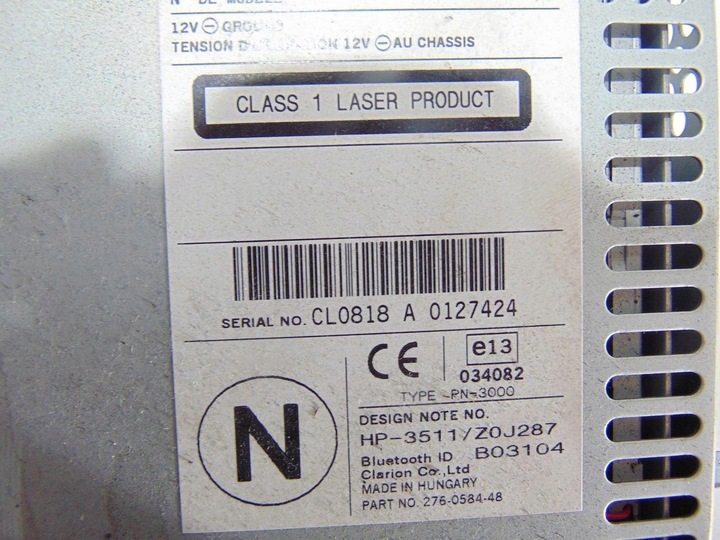 N° DE MODELE
12V ⊖ GROUND
TENSION 12V ⊖ AU CHASSIS
CLASS 1 LASER PRODUCT
SERIAL NO. CL0818 A 0127424
CE e13
034082
TYPE PN-3000
N
DESIGN NOTE NO.
HP-3511/Z0J287
Bluetooth ID B03104
Clarion Co.,Ltd
MADE IN HUNGARY
PART NO. 276-0584-48